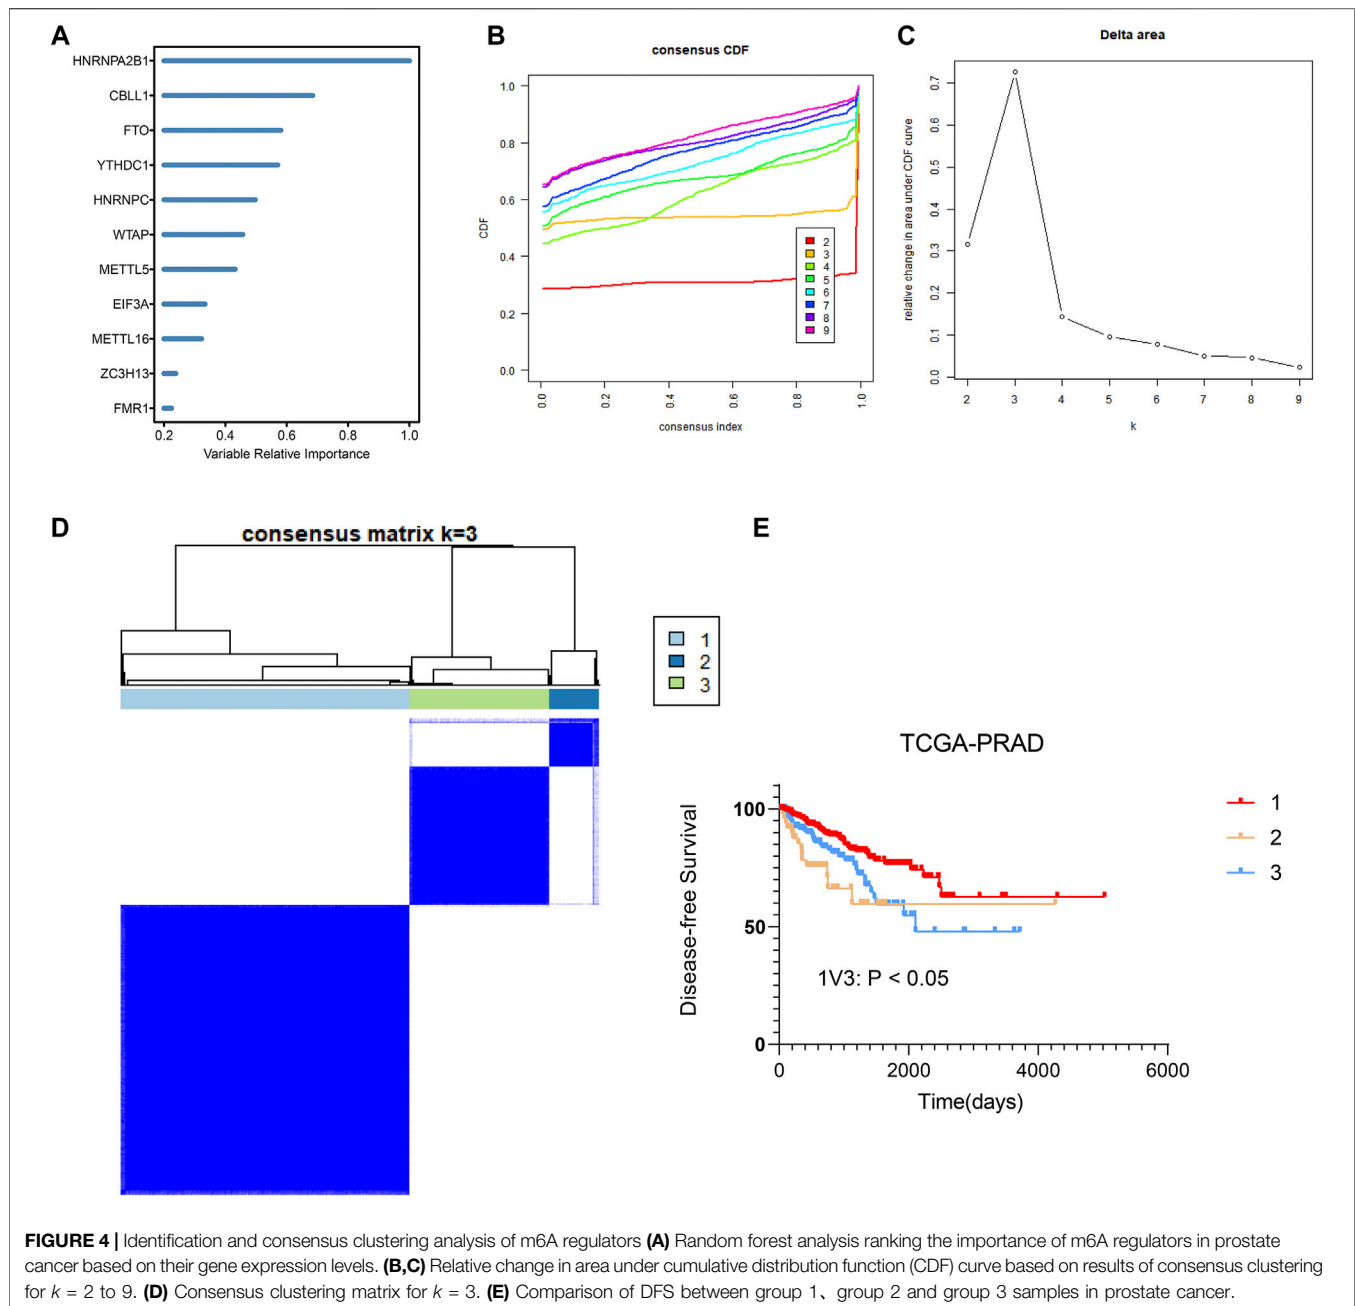 A
HNRNPA2B1
CBLL1
FTO
YTHDC1
HNRNPC
WTAP
METTL5
EIF3A
METTL16
ZC3H13
FMR1
0.2 0.4 0.6 0.8 1.0
Variable Relative Importance
B
consensus CDF
CDF
1.0
0.8
0.6
0.4
0.2
0.0
2
3
4
5
6
7
8
9
0.0 0.2 0.4 0.6 0.8 1.0
consensus index
C
Delta area
relative change in area under CDF curve
0.7
0.6
0.5
0.4
0.3
0.2
0.1
0.0
2 3 4 5 6 7 8 9
k
D
consensus matrix k=3
1
2
3
E
TCGA-PRAD
Disease-free Survival
100
50
0
1V3: P < 0.05
1
2
3
0 2000 4000 6000
Time(days)
FIGURE 4 | Identification and consensus clustering analysis of m6A regulators (A) Random forest analysis ranking the importance of m6A regulators in prostate
cancer based on their gene expression levels. (B,C) Relative change in area under cumulative distribution function (CDF) curve based on results of consensus clustering
for k = 2 to 9. (D) Consensus clustering matrix for k = 3. (E) Comparison of DFS between group 1、group 2 and group 3 samples in prostate cancer.